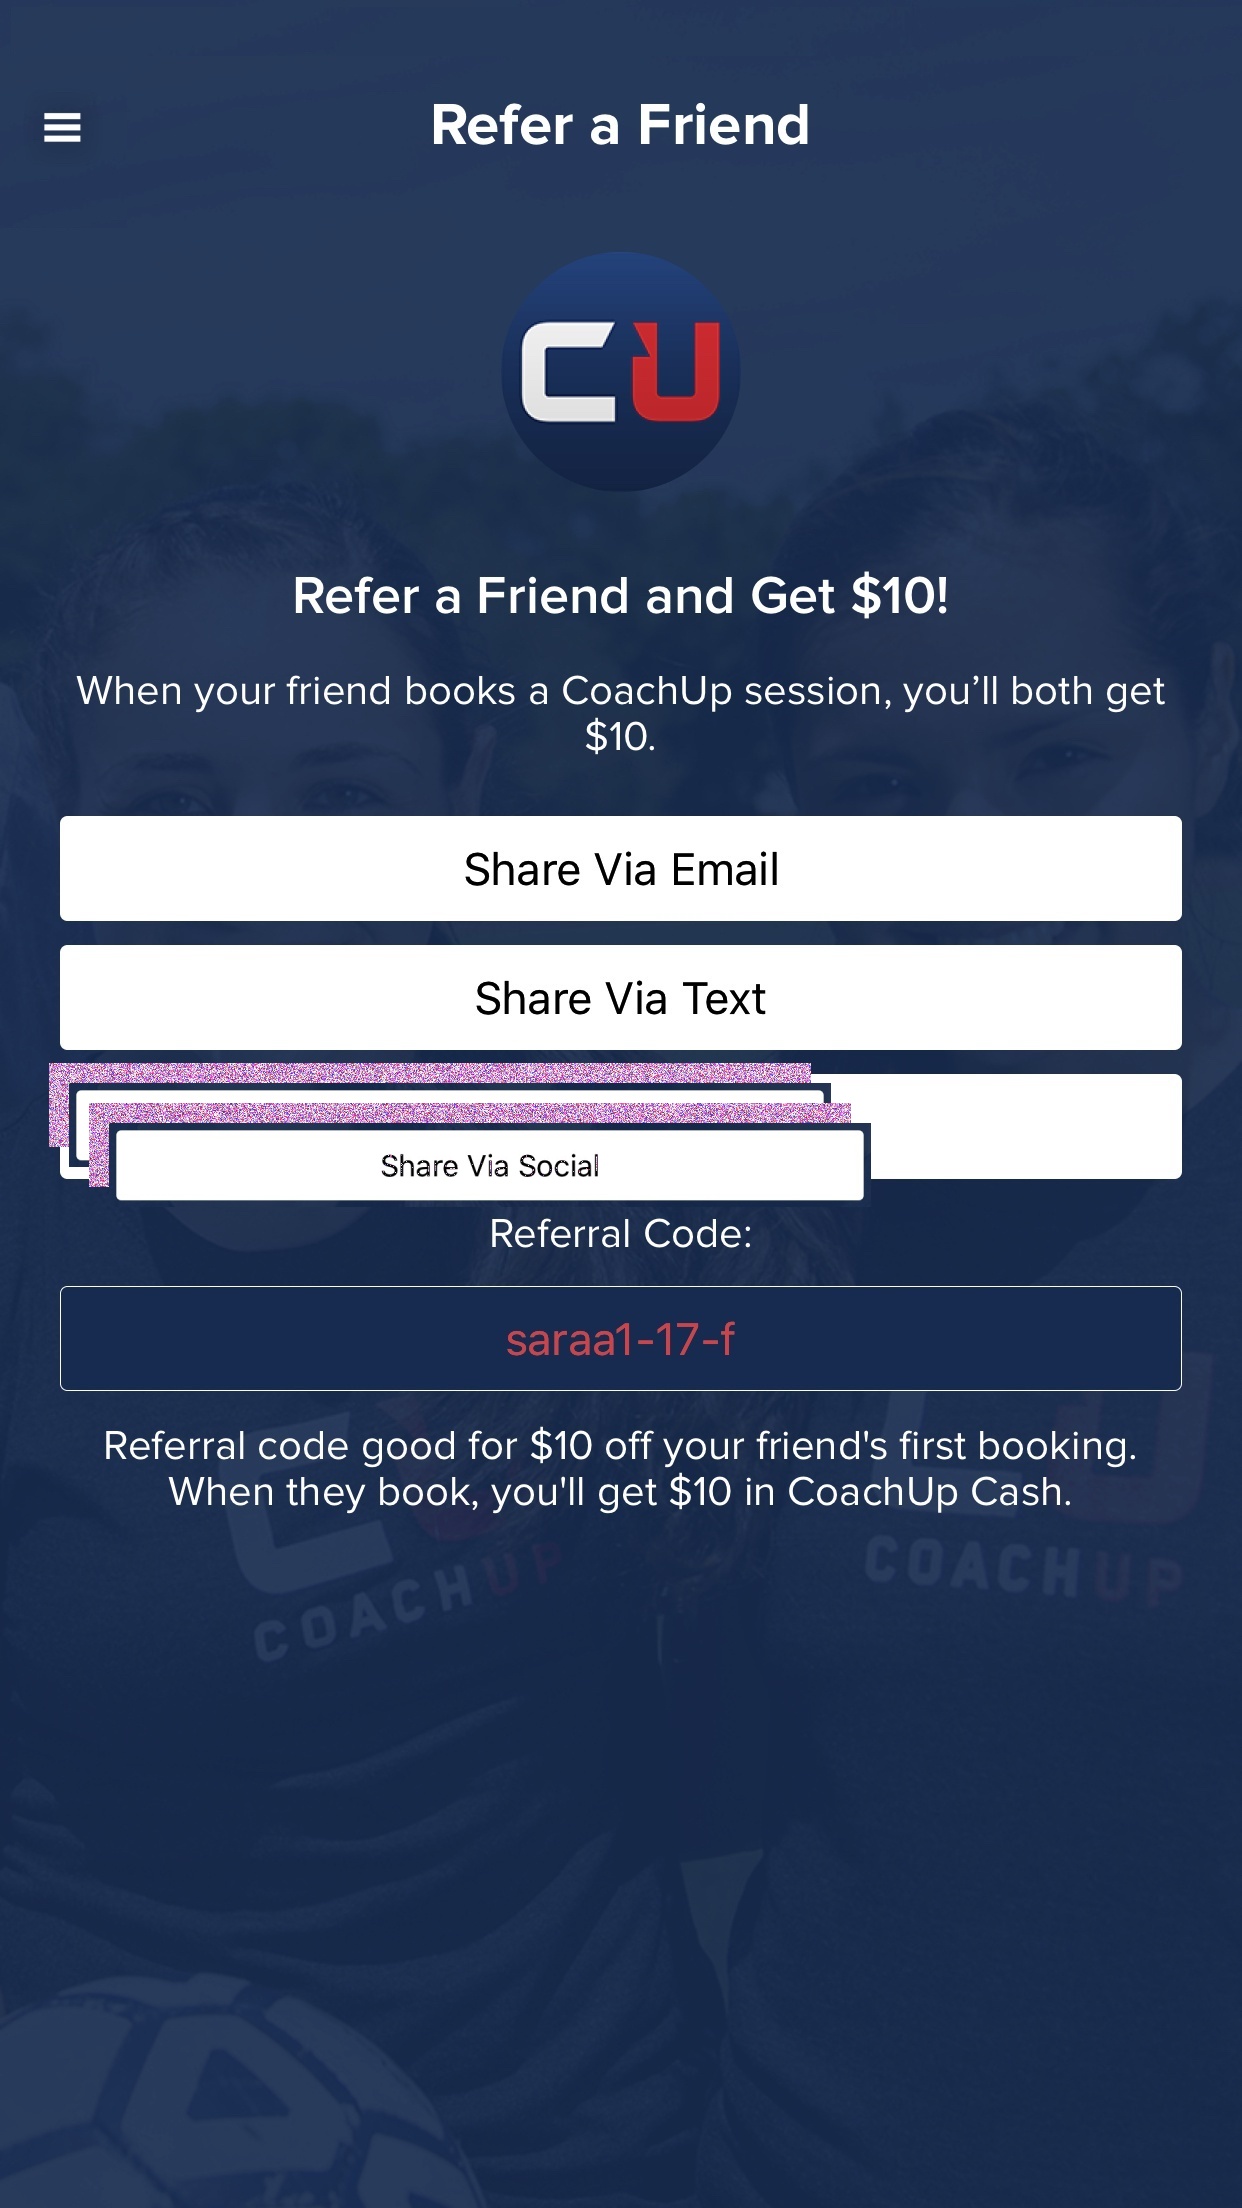 Refer a Friend
CU
Refer a Friend and Get $10!
When your friend books a CoachUp session, you’ll both get
$10.
Share Via Email
Share Via Text
Share Via Social
Referral Code:
saraa1-17-f
Referral code good for $10 off your friend's first booking.
When they book, you'll get $10 in CoachUp Cash.
CU
COACHUP
CU
COACHUP